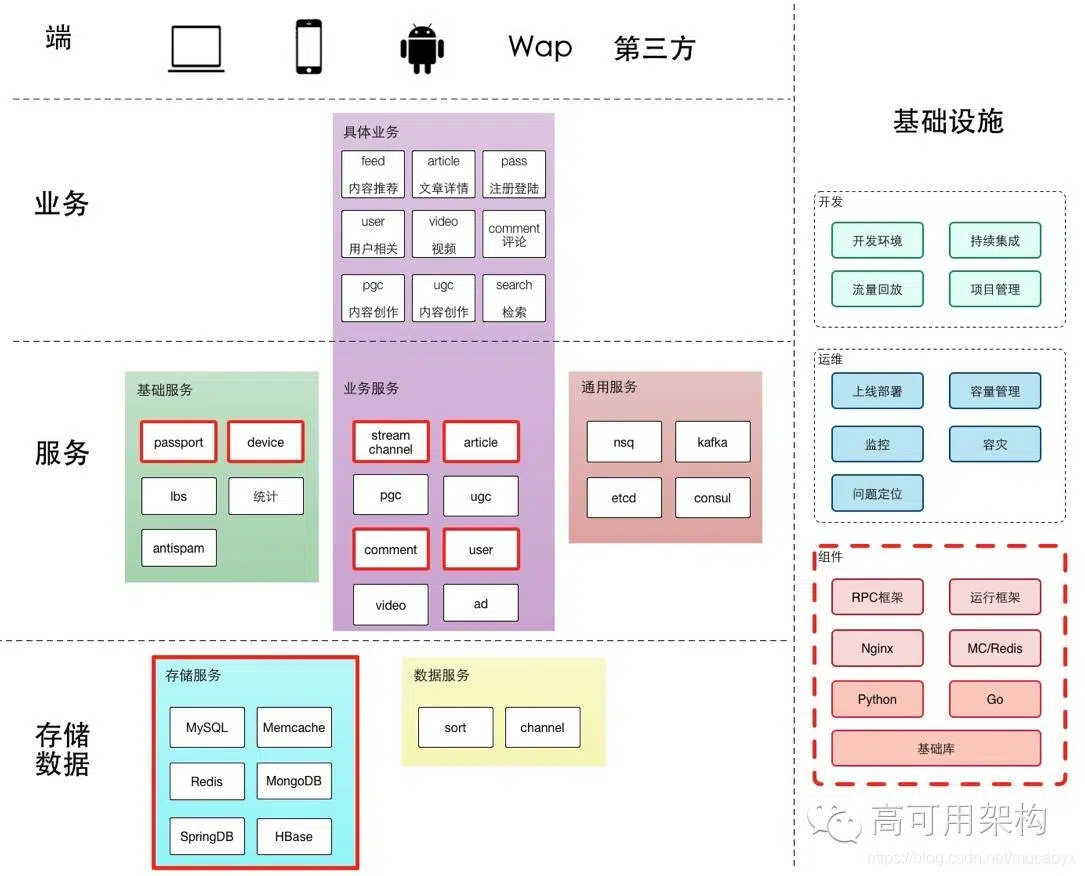 端
Wap
第三方
业务
具体业务
feed
内容推荐
article
文章详情
pass
注册登陆
user
用户相关
video
视频
comment
评论
pgc
内容创作
ugc
内容创作
search
检索
服务
基础服务
passport
device
lbs
统计
antispam
业务服务
stream
channel
article
pgc
ugc
comment
user
video
ad
通用服务
nsq
kafka
etcd
consul
存储
数据
存储服务
MySQL
Memcache
Redis
MongoDB
SpringDB
HBase
数据服务
sort
channel
基础设施
开发
开发环境
持续集成
流量回放
项目管理
运维
上线部署
容量管理
监控
容灾
问题定位
组件
RPC框架
运行框架
Nginx
MC/Redis
Python
Go
基础库
高可用架构
https://blog.csdn.net/mucaoyx